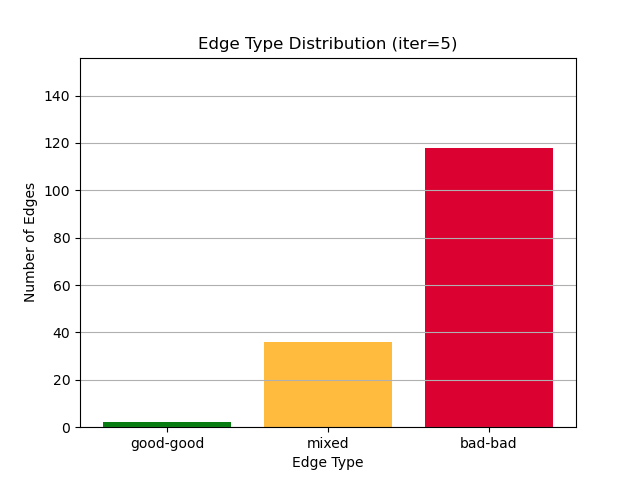 Edge Type Distribution (iter=5)
140
120
100
80
60
40
20
0
Number of Edges
good-good
mixed
bad-bad
Edge Type